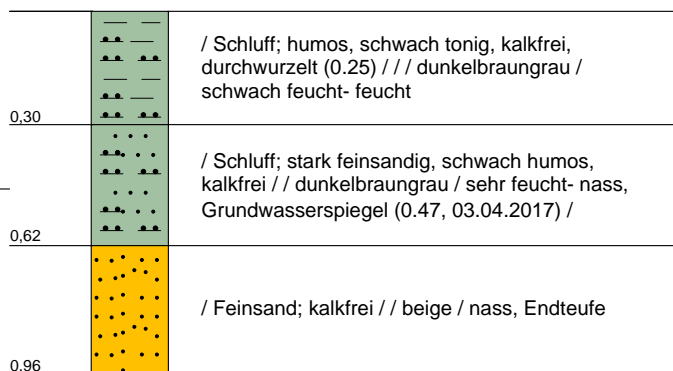 / Schluff; humos, schwach tonig, kalkfrei,
durchwurzelt (0.25) / / / dunkelbraungrau /
schwach feucht- feucht
0,30
/ Schluff; stark feinsandig, schwach humos,
kalkfrei / / dunkelbraungrau / sehr feucht- nass,
Grundwasserspiegel (0.47, 03.04.2017) /
0,62
/ Feinsand; kalkfrei / / beige / nass, Endteufe
0,96